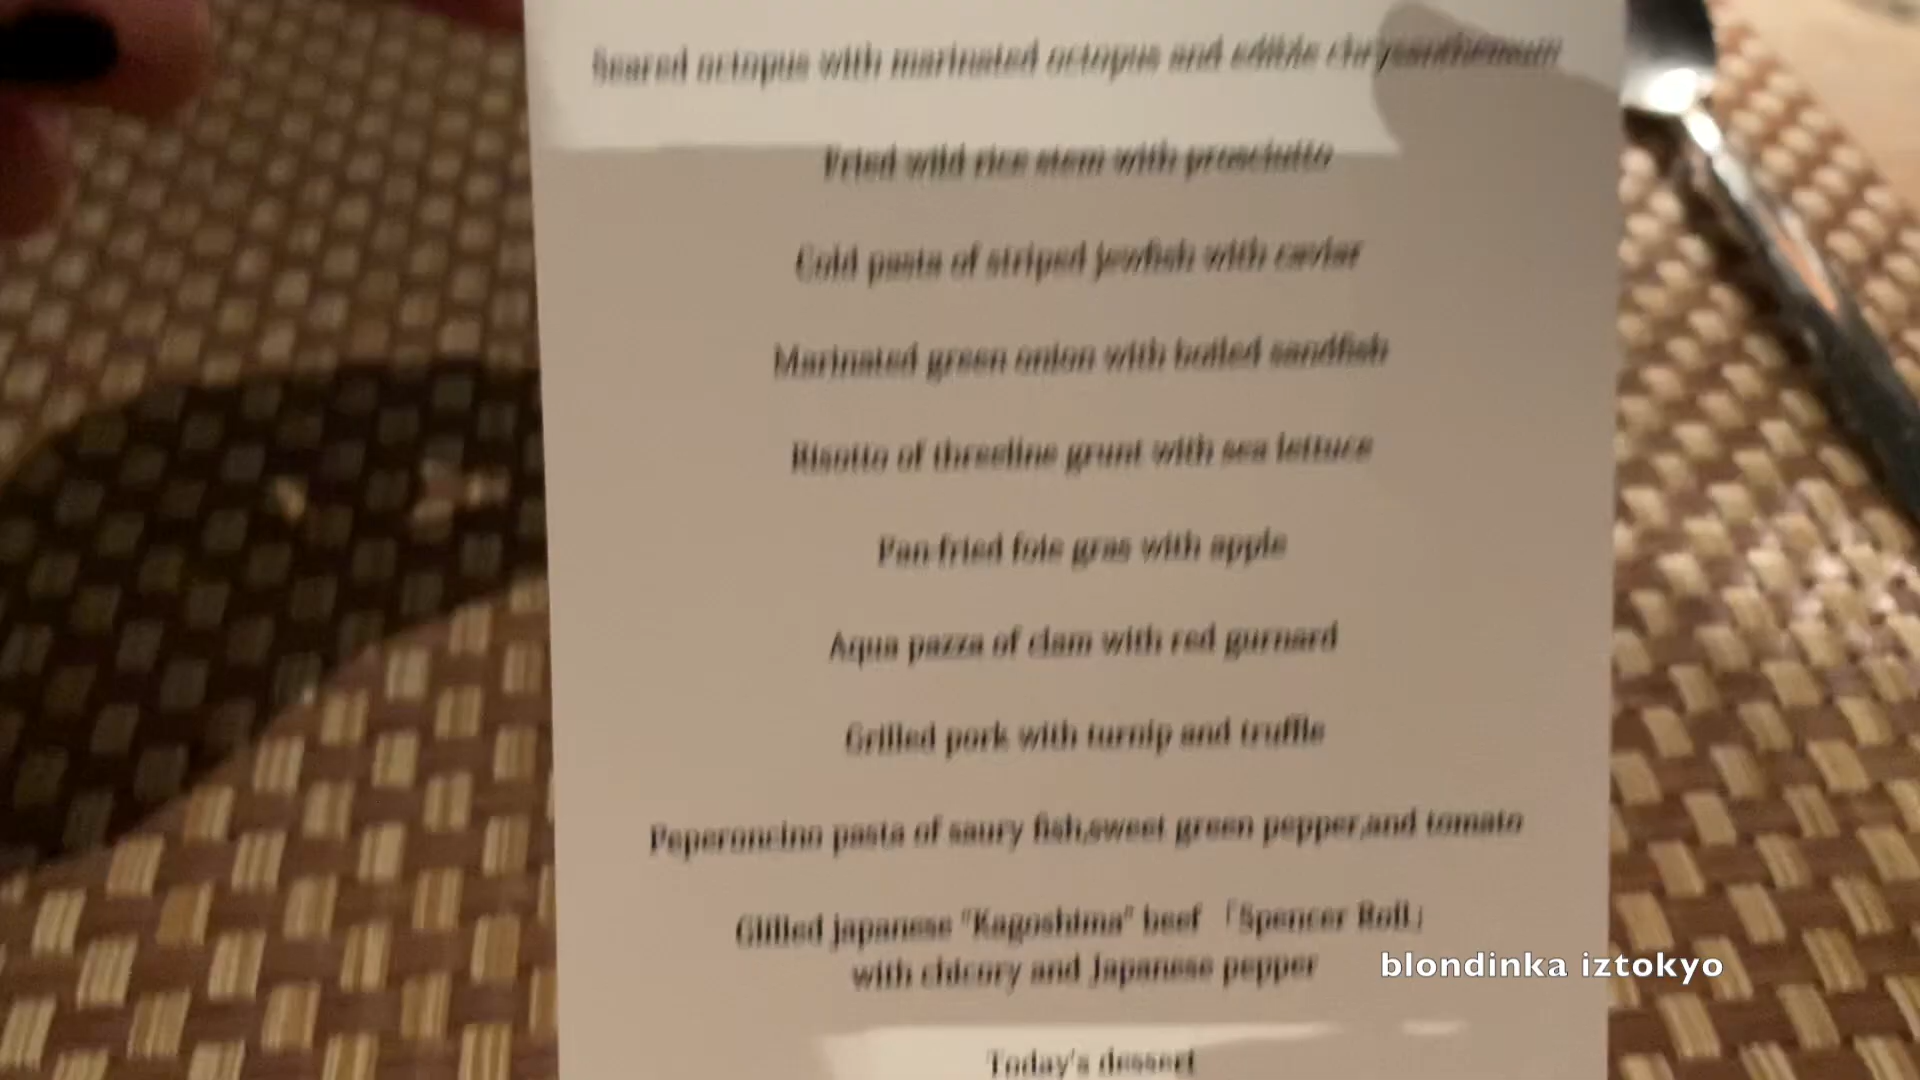 Seared octopus with marinated octopus and edible chrysanthemum
Fried wild rice stem with prosciutto
Cold pasta of striped jewfish with caviar
Marinated green onion with boiled sandfish
Risotto of threeline grunt with sea lettuce
Pan-fried foie gras with apple
Aqua pazza of clam with red gurnard
Grilled pork with turnip and truffle
Peperoncino pasta of saury fish,sweet green pepper,and tomato
Glilled japanese "Kagoshima" beef 「Spencer Roll」
with chicory and Japanese pepper
blondinka iztokyo
Today's dessert